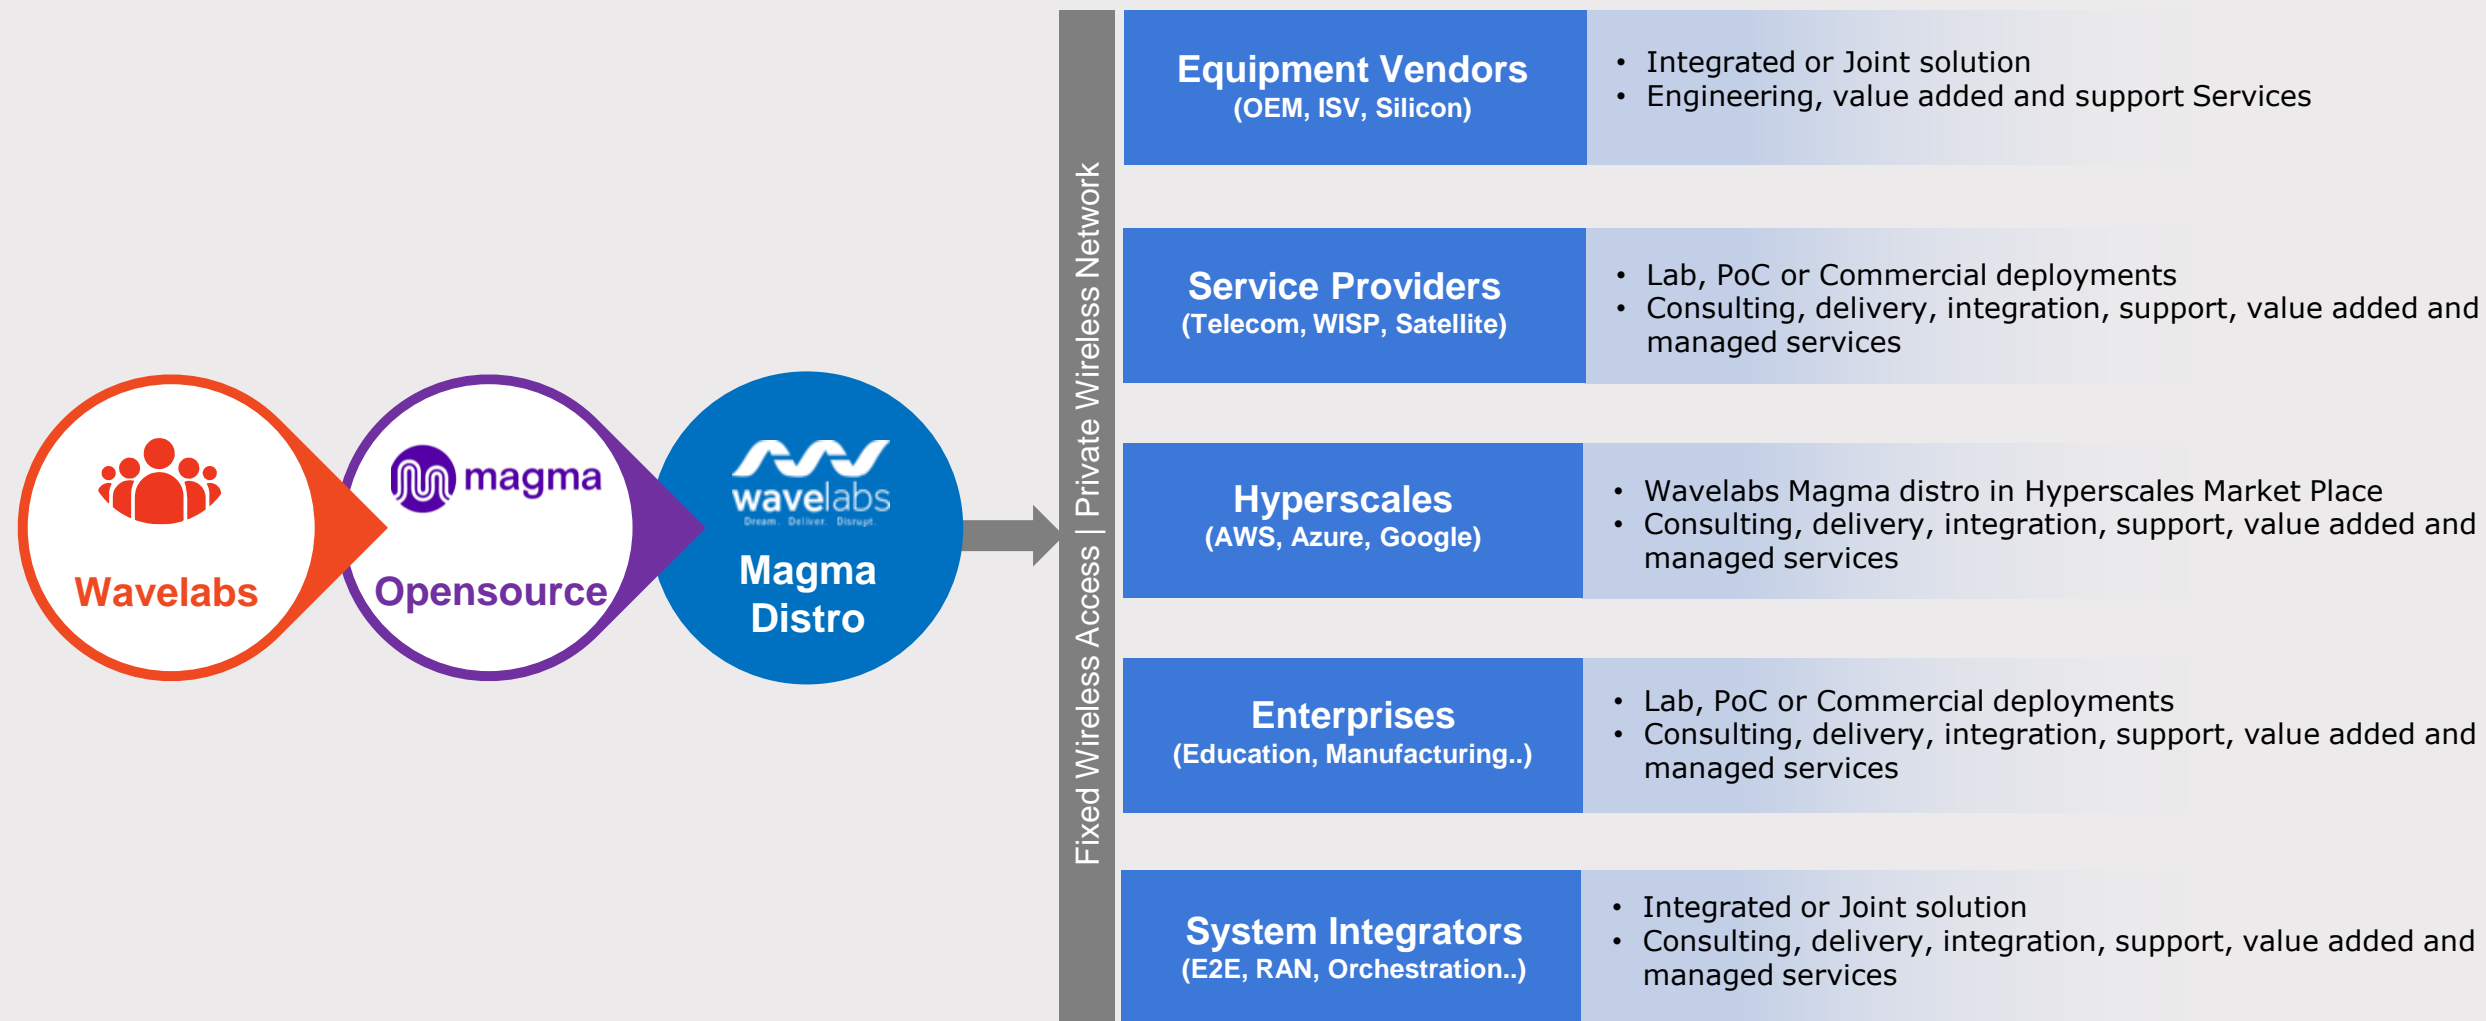 Wavelabs
magma
Opensource
wavelabs
Dream. Deliver. Disrupt.
Magma
Distro
Fixed Wireless Access | Private Wireless Network
Equipment Vendors
(OEM, ISV, Silicon)
• Integrated or Joint solution
• Engineering, value added and support Services
Service Providers
(Telecom, WISP, Satellite)
• Lab, PoC or Commercial deployments
• Consulting, delivery, integration, support, value added and
managed services
Hyperscales
(AWS, Azure, Google)
• Wavelabs Magma distro in Hyperscales Market Place
• Consulting, delivery, integration, support, value added and
managed services
Enterprises
(Education, Manufacturing..)
• Lab, PoC or Commercial deployments
• Consulting, delivery, integration, support, value added and
managed services
System Integrators
(E2E, RAN, Orchestration..)
• Integrated or Joint solution
• Consulting, delivery, integration, support, value added and
managed services